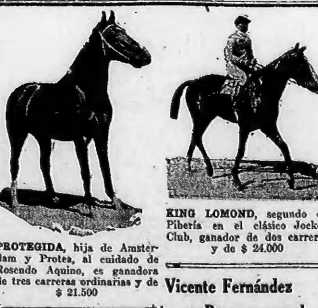 PROTEGIDA, hija de Amster-
dam y Protea, al cuidado de
Rosendo Aquino, es ganadora
de tres carreras ordinarias y de
$ 21.500
KING LOMOND, segundo
Pibería en el clásico Jock
Club, ganador de dos carrer
y de $ 24.000
Vicente Fernández